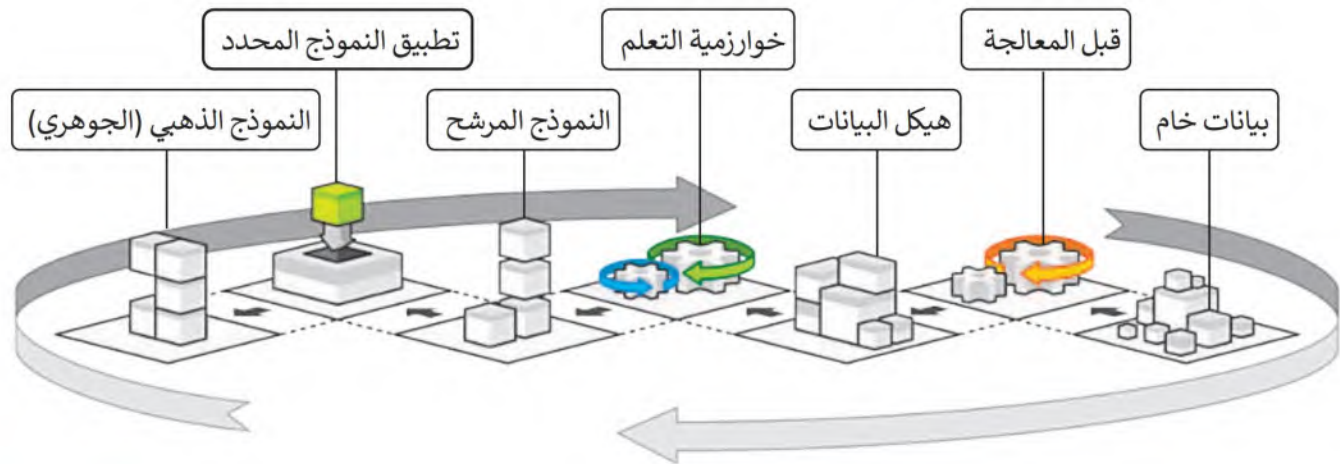 بيانات خام
قبل المعالجة
هيكل البيانات
خوارزمية التعلم
النموذج المرشح
تطبيق النموذج المحدد
النموذج الذهبي (الجوهري)